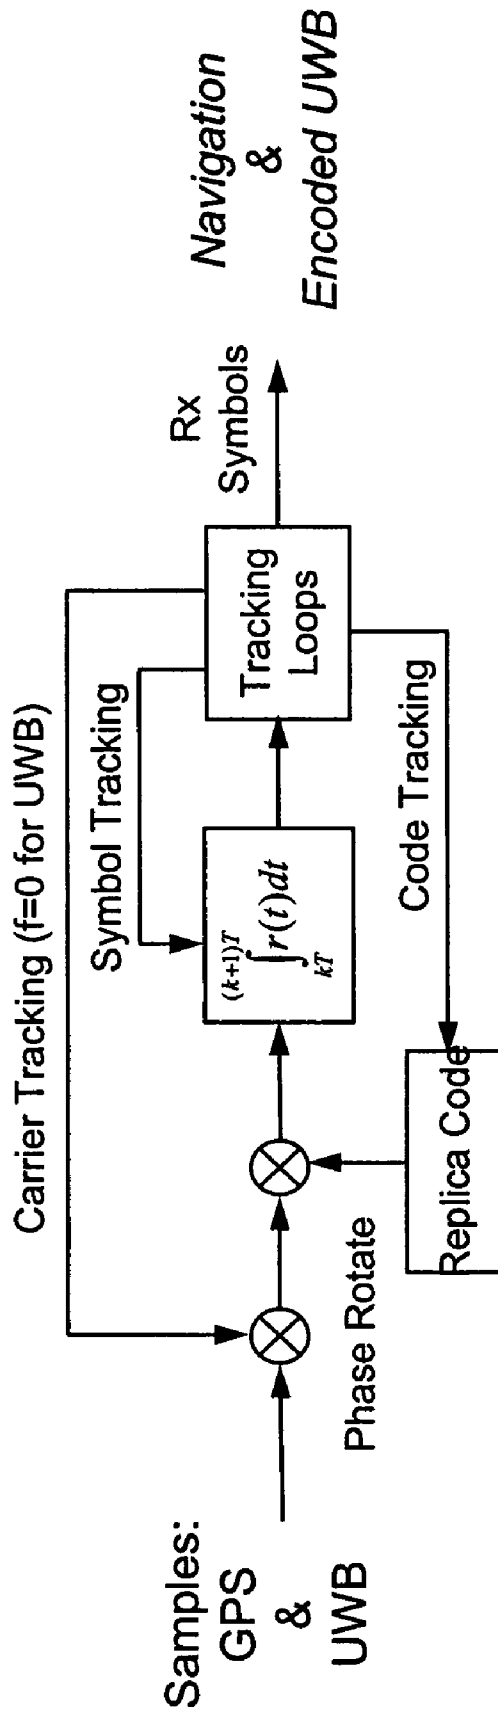 Carrier Tracking (f=0 for UWB)
Symbol Tracking
Samples:
GPS
&
UWB
Phase Rotate
(k+1)T
∫r(t)dt
kT
Tracking
Loops
Rx
Symbols
Navigation
&
Encoded UWB
Code Tracking
Replica Code